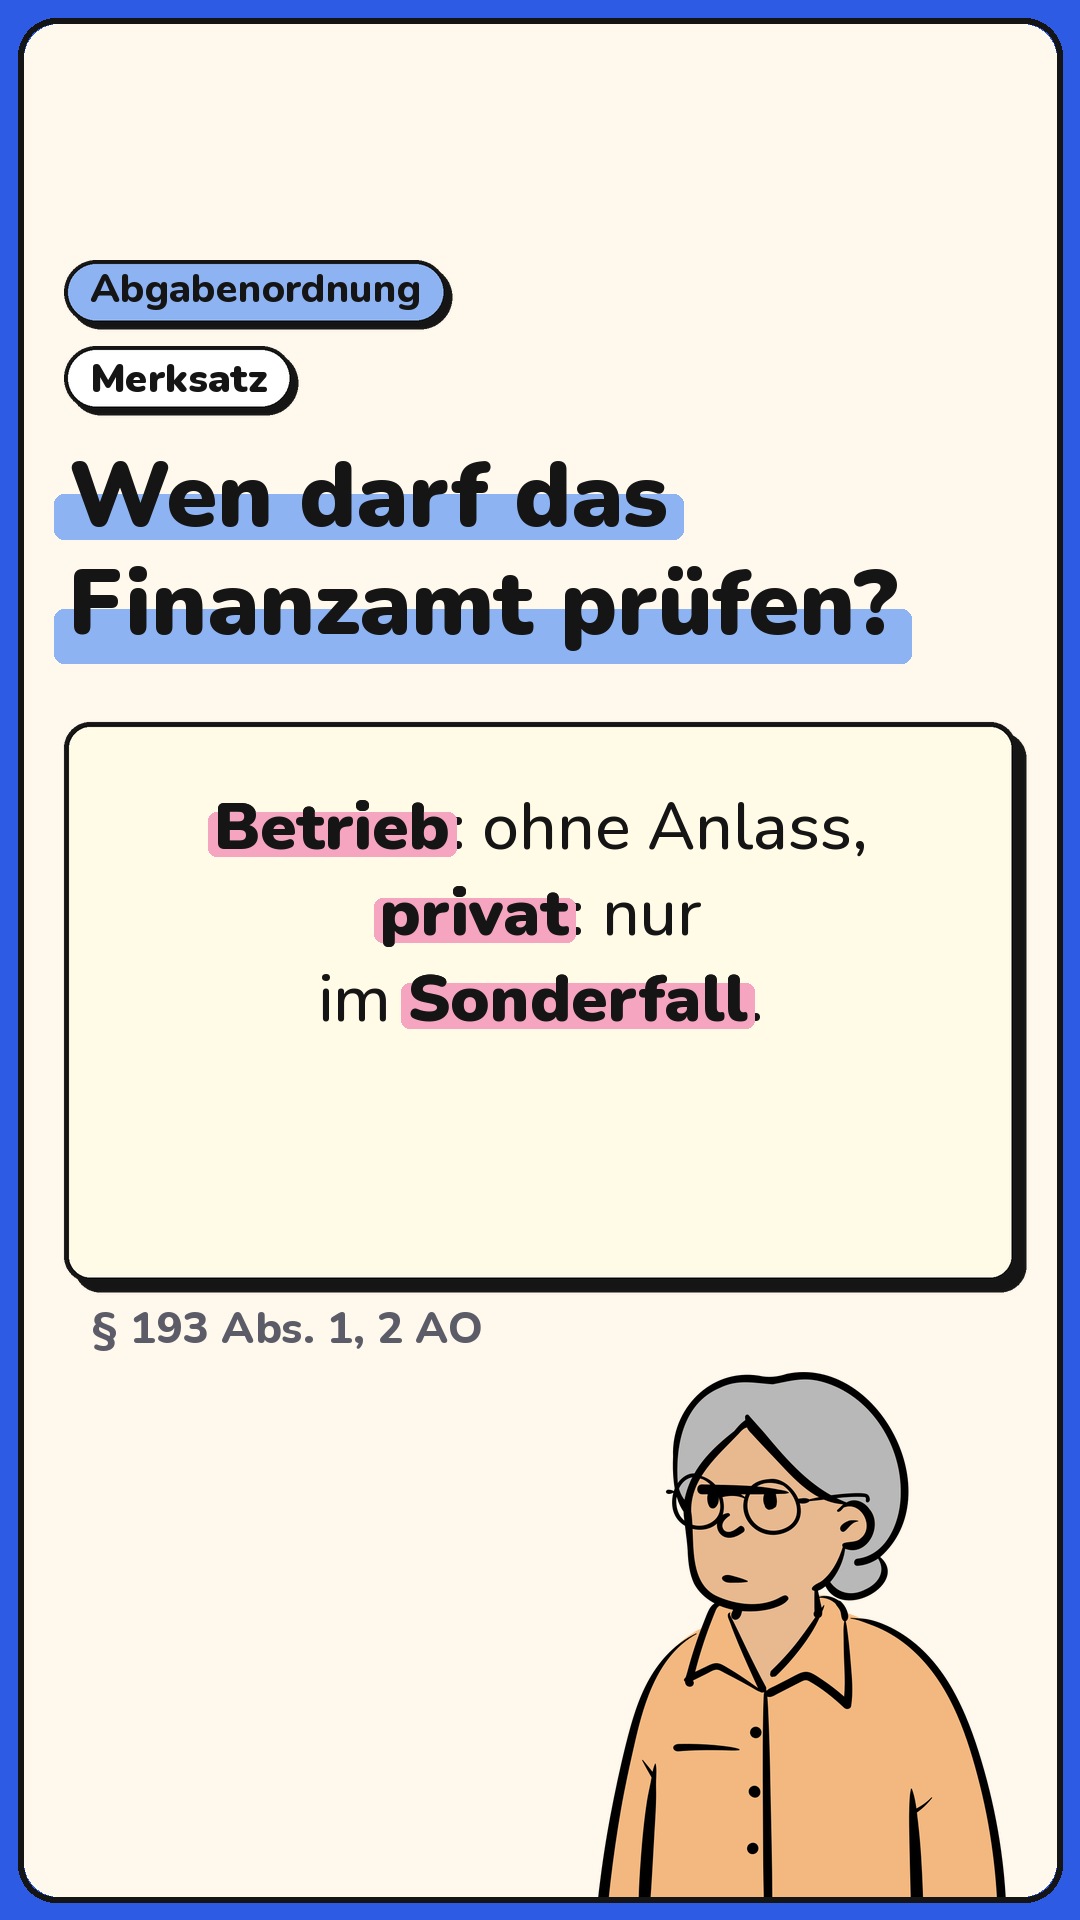 Abgabenordnung
Merksatz
Wen darf das
Finanzamt prüfen?
Betrieb: ohne Anlass,
privat: nur
im Sonderfall.
§ 193 Abs. 1, 2 AO